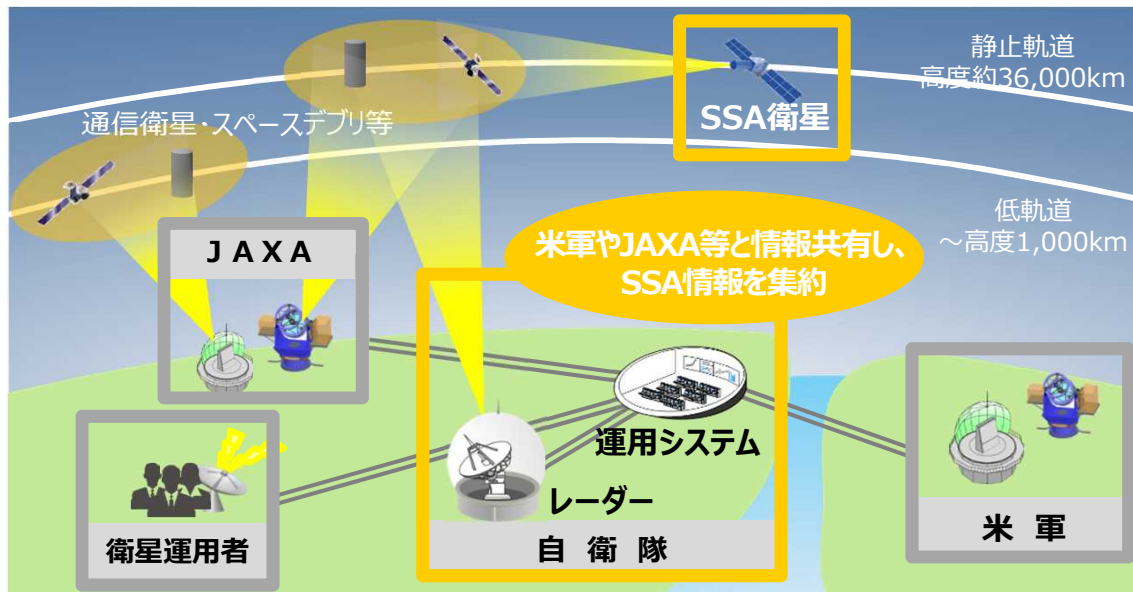 静止軌道
高度約36,000km
SSA衛星
通信衛星・スペースデブリ等
低軌道
～高度1,000km
米軍やJAXA等と情報共有し、
SSA情報を集約
ＪＡＸＡ
運用システム
レーダー
衛星運用者
自 衛 隊
米 軍